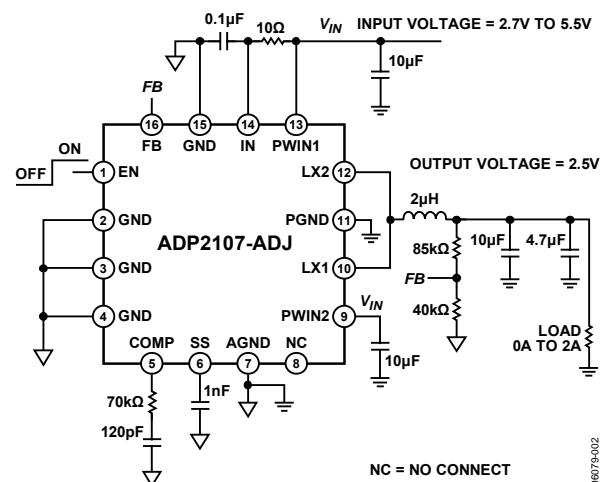 0.1μF
10Ω
VIN
INPUT VOLTAGE = 2.7V TO 5.5V
10μF
FB
16
15
14
13
FB
GND
IN
PWIN1
ON
OFF
1
EN
LX2
12
OUTPUT VOLTAGE = 2.5V
2μH
2
GND
PGND
11
85kΩ
10μF
4.7μF
ADP2107-ADJ
3
GND
LX1
10
FB
40kΩ
4
GND
PWIN2
9
VIN
LOAD
0A TO 2A
COMP
SS
AGND
NC
5
6
7
8
10μF
70kΩ
1nF
120pF
NC = NO CONNECT
06079-002